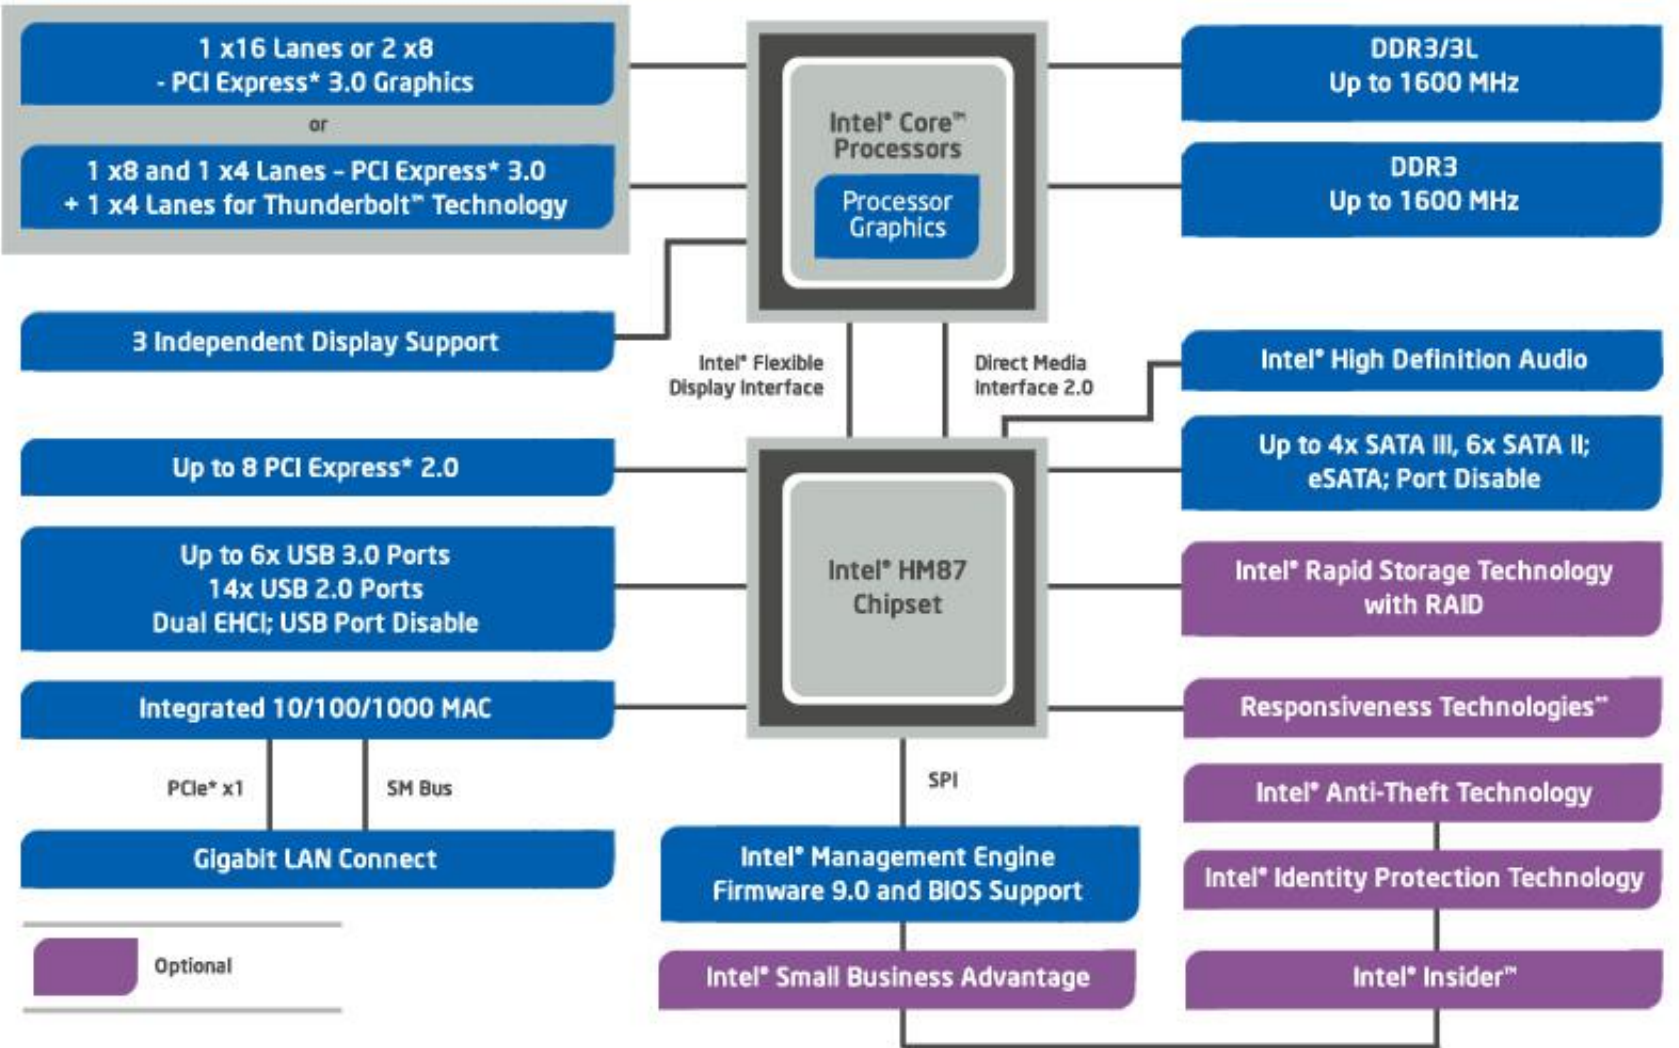 1 x16 Lanes or 2 x8
- PCI Express* 3.0 Graphics
or
1 x8 and 1 x4 Lanes – PCI Express* 3.0
+ 1 x4 Lanes for Thunderbolt™ Technology
3 Independent Display Support
Intel® Core™
Processors
Processor
Graphics
DDR3/3L
Up to 1600 MHz
DDR3
Up to 1600 MHz
Intel® Flexible
Display Interface
Direct Media
Interface 2.0
Intel® High Definition Audio
Up to 8 PCI Express* 2.0
Up to 6x USB 3.0 Ports
14x USB 2.0 Ports
Dual EHCI; USB Port Disable
Integrated 10/100/1000 MAC
PCIe* x1
SM Bus
Gigabit LAN Connect
Intel® HM87
Chipset
Up to 4x SATA III, 6x SATA II;
eSATA; Port Disable
Intel® Rapid Storage Technology
with RAID
Responsiveness Technologies**
SPI
Intel® Management Engine
Firmware 9.0 and BIOS Support
Intel® Small Business Advantage
Intel® Anti-Theft Technology
Intel® Identity Protection Technology
Intel® Insider™
Optional